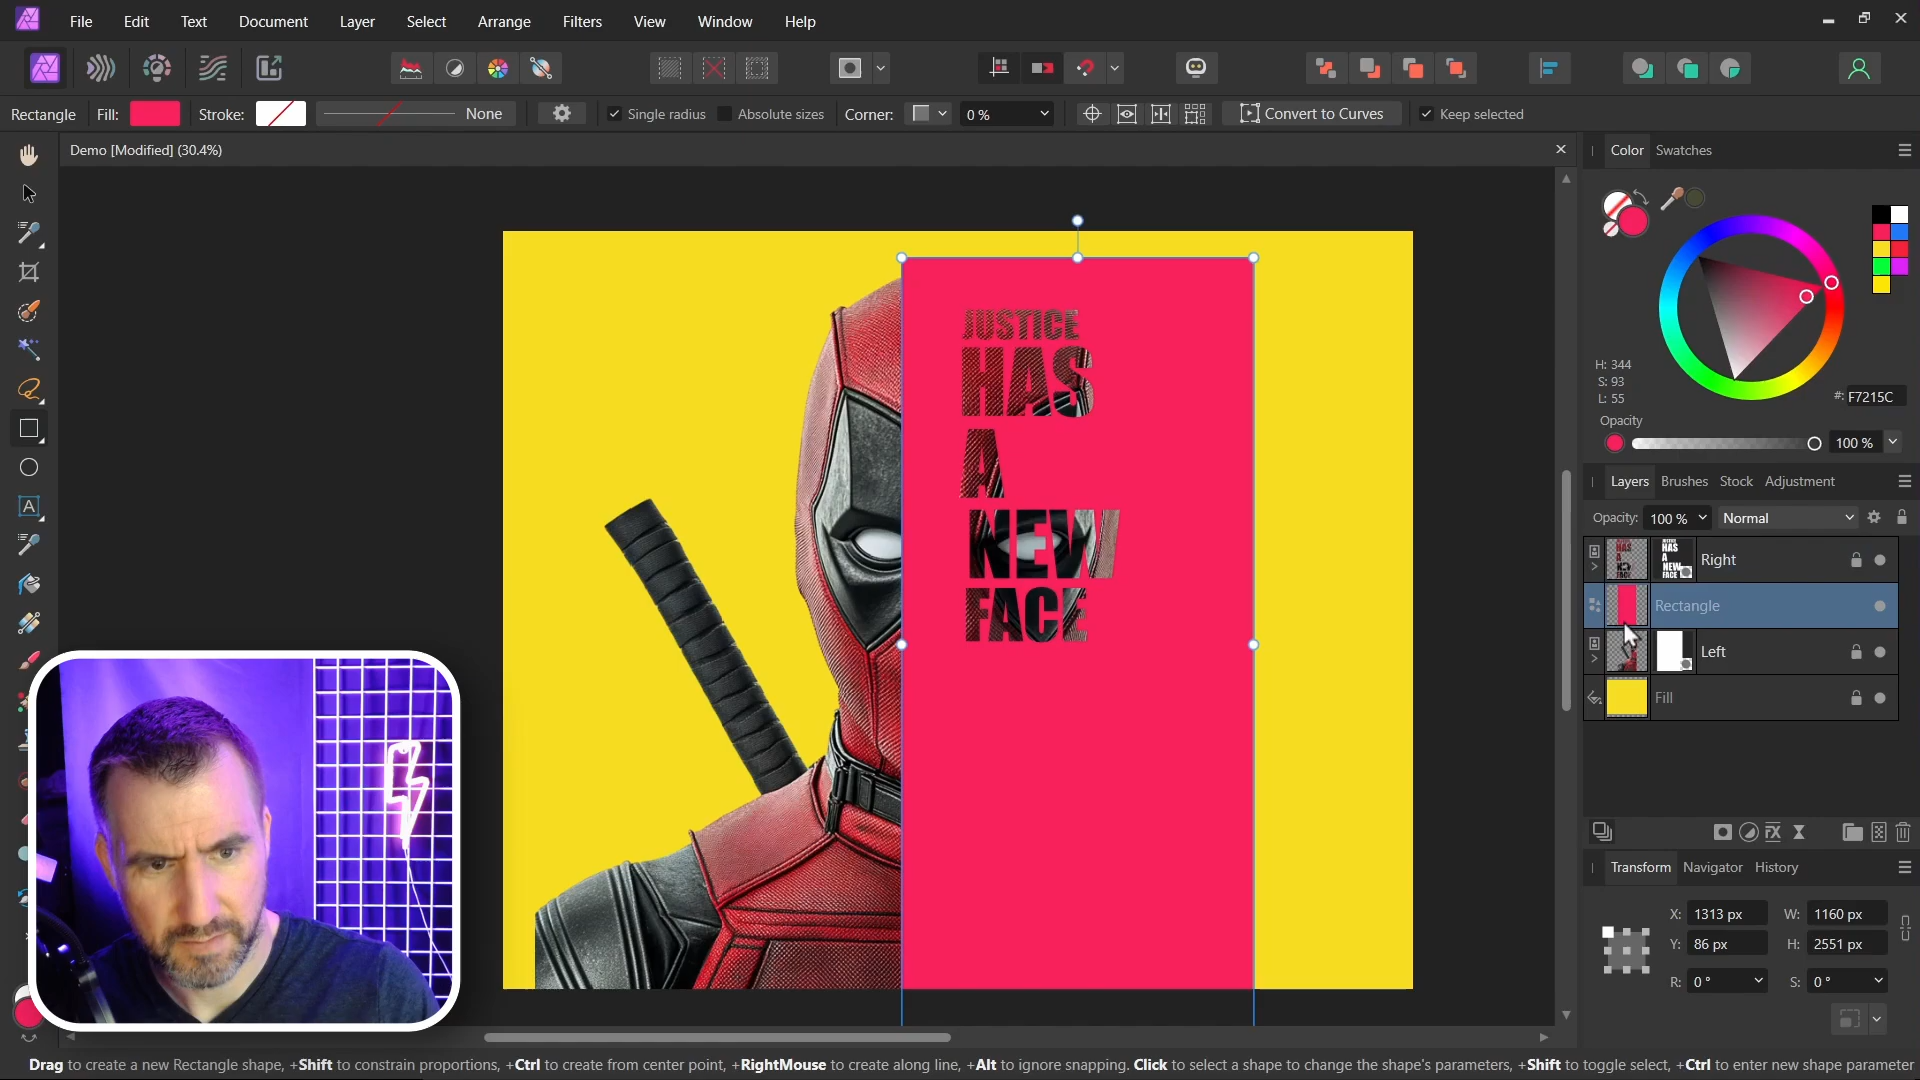 File Edit Text Document Layer Select Arrange Filters View Window Help
Rectangle Fill: Stroke: None Single radius Absolute sizes Corner: 0 % Convert to Curves Keep selected
Demo [Modified] (30.4%)
Color Swatches
H: 344
S: 93
L: 55
#: F7215C
Opacity
100 %
Layers Brushes Stock Adjustment
Opacity: 100 % Normal
JUSTICE
HAS
A
NEW
FACE
Right
Rectangle
Left
Fill
Transform Navigator History
X: 1313 px W: 1160 px
Y: 86 px H: 2551 px
R: 0 ° S: 0 °
Drag to create a new Rectangle shape, +Shift to constrain proportions, +Ctrl to create from center point, +RightMouse to create along line, +Alt to ignore snapping. Click to select a shape to change the shape's parameters, +Shift to toggle select, +Ctrl to enter new shape parameter